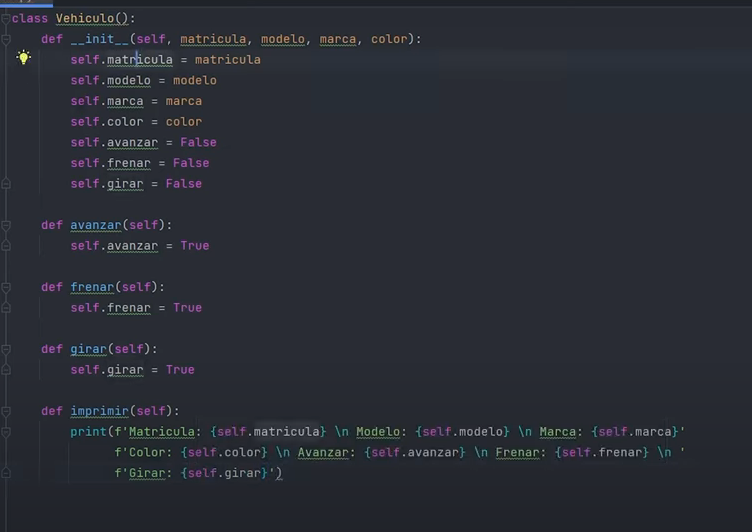 class Vehiculo():
    def __init__(self, matricula, modelo, marca, color):
        self.matricula = matricula
        self.modelo = modelo
        self.marca = marca
        self.color = color
        self.avanzar = False
        self.frenar = False
        self.girar = False
    def avanzar(self):
        self.avanzar = True
    def frenar(self):
        self.frenar = True
    def girar(self):
        self.girar = True
    def imprimir(self):
        print(f'Matricula: {self.matricula} \n Modelo: {self.modelo} \n Marca: {self.marca}'
              f'Color: {self.color} \n Avanzar: {self.avanzar} \n Frenar: {self.frenar} \n '
              f'Girar: {self.girar}')